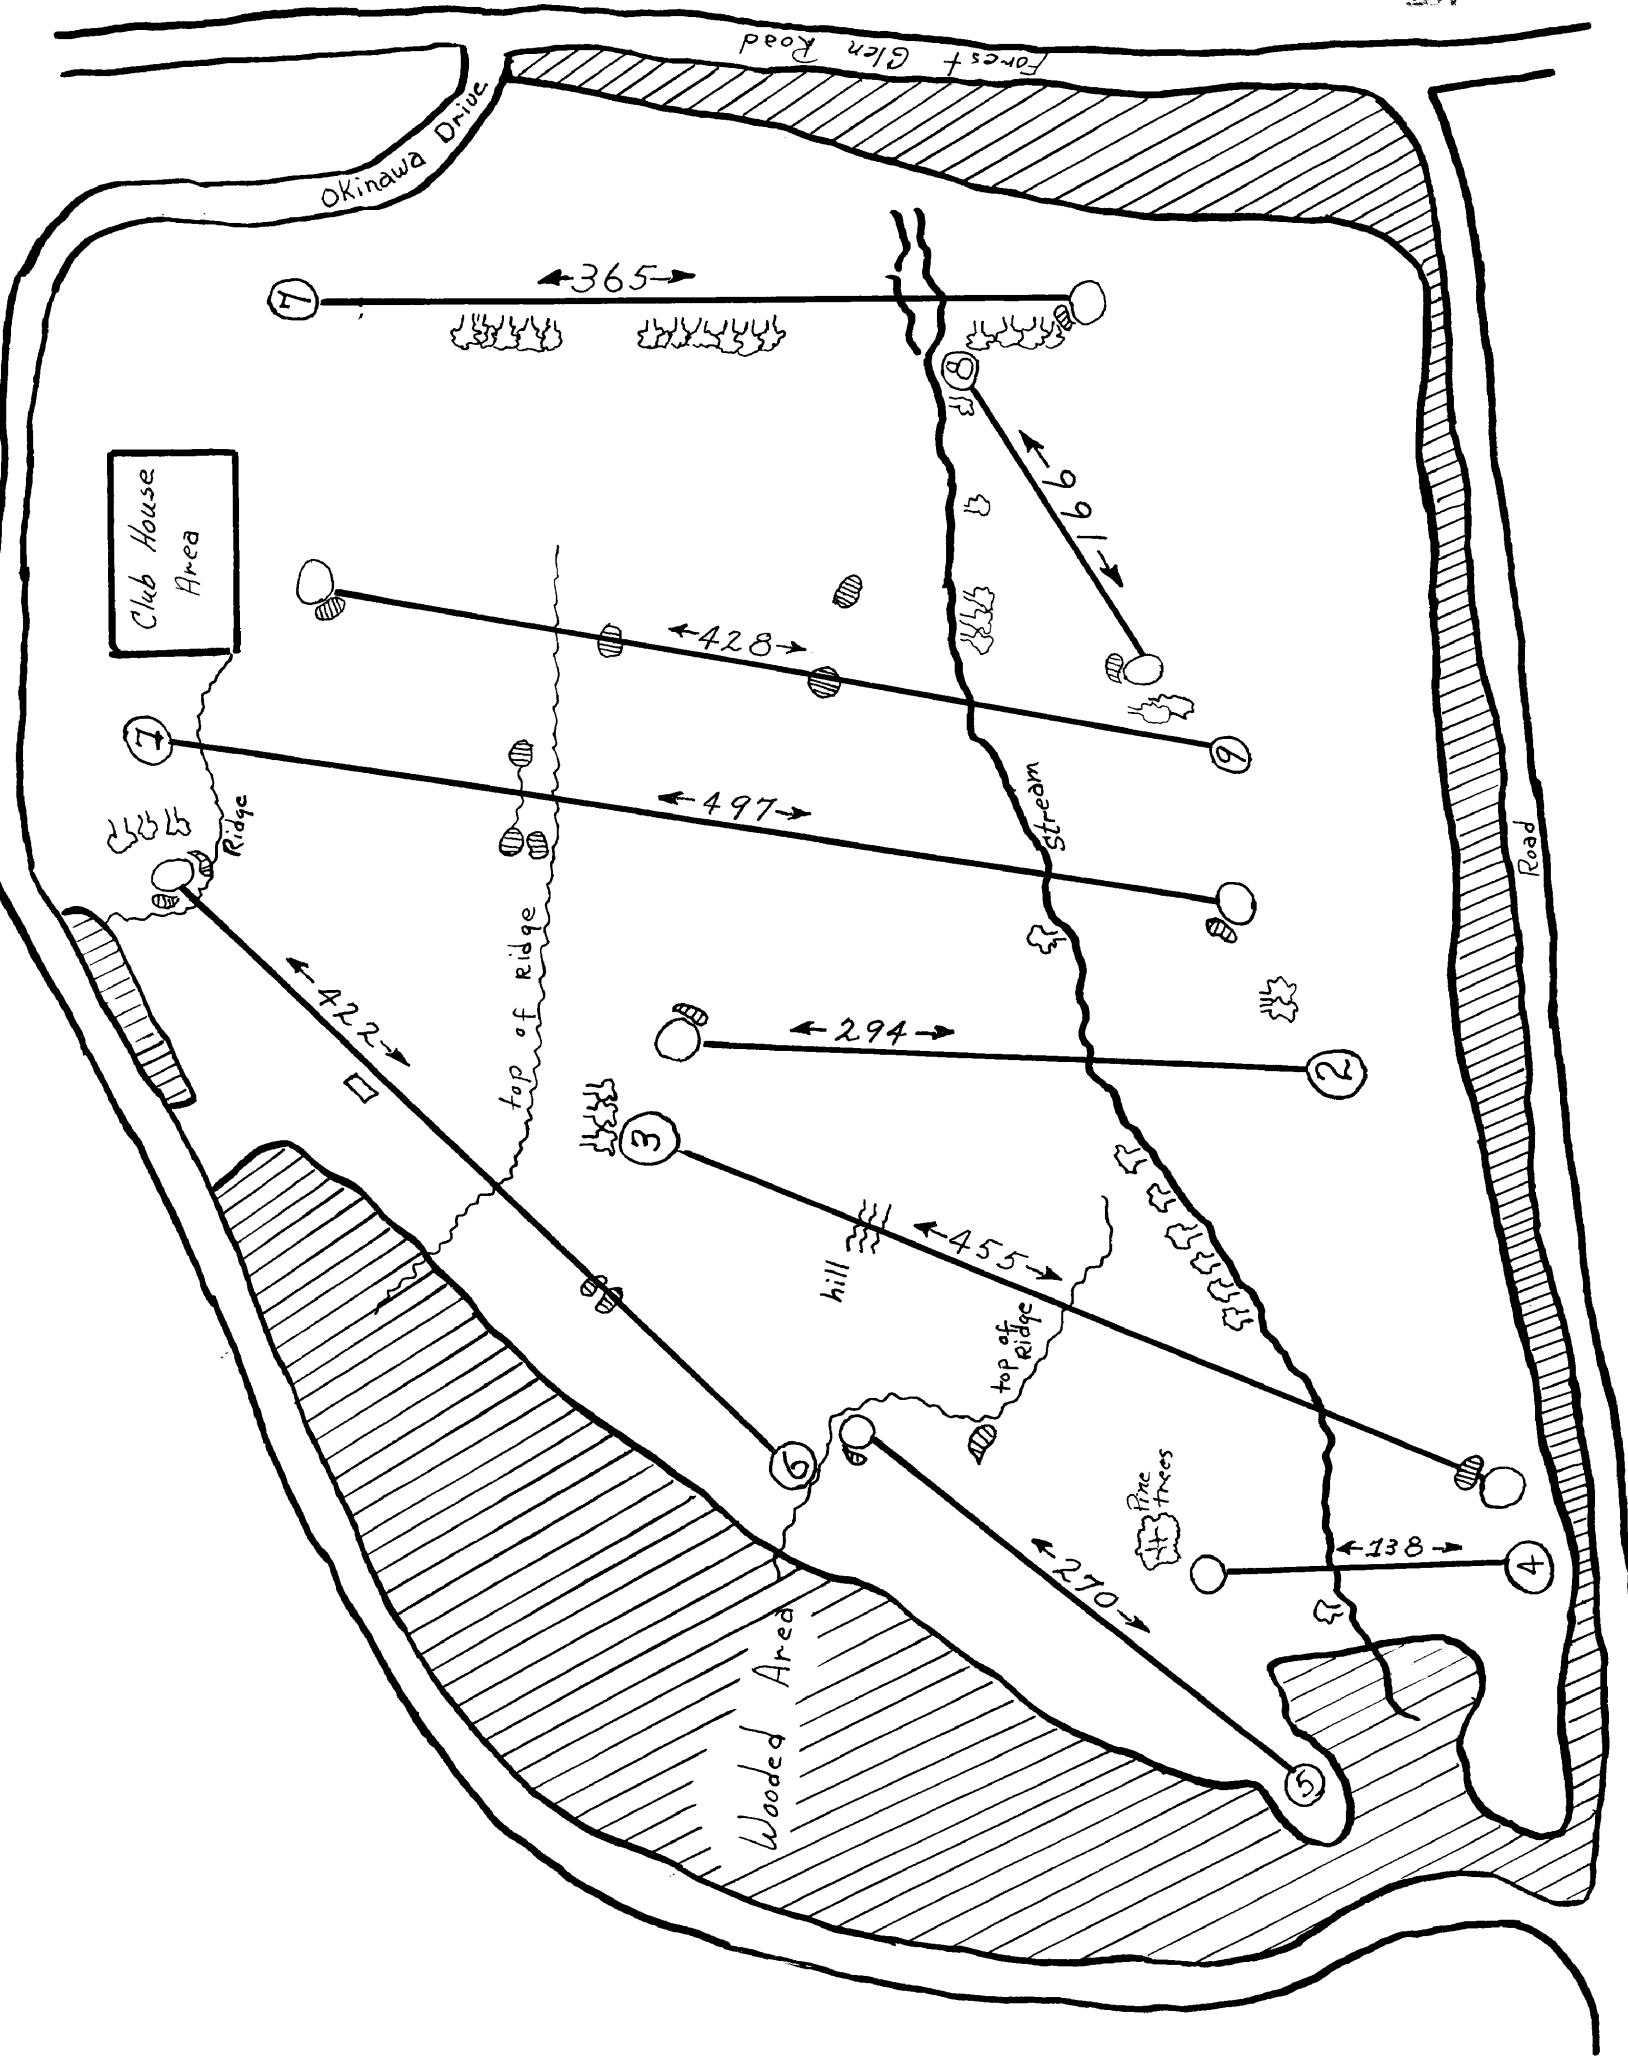 Forest Glen Road
Okinawa Drive
7
←365→
8
←166→
Club House
Area
←428→
9
1
←497→
Stream
Ridge
Road
←422→
top of Ridge
←294→
2
3
hill
←455→
top of
Ridge
6
Pine
trees
←138→
4
←270→
5
Wooded Area